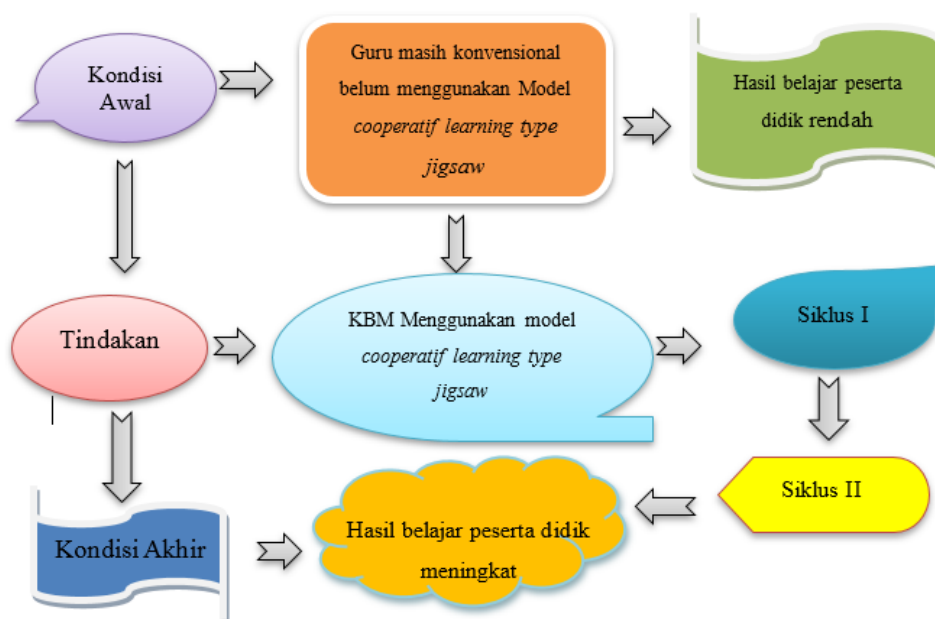 Kondisi
Awal
Guru masih konvensional
belum menggunakan Model
cooperatif learning type
jigsaw
Hasil belajar peserta
didik rendah
Tindakan
KBM Menggunakan model
cooperatif learning type
jigsaw
Siklus I
Siklus II
Kondisi Akhir
Hasil belajar peserta didik
meningkat